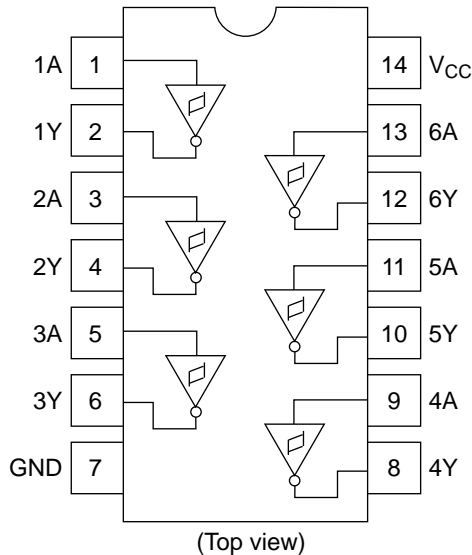 1A 1 14 VCC
1Y 2 13 6A
2A 3 12 6Y
2Y 4 11 5A
3A 5 10 5Y
3Y 6 9 4A
GND 7 8 4Y
(Top view)